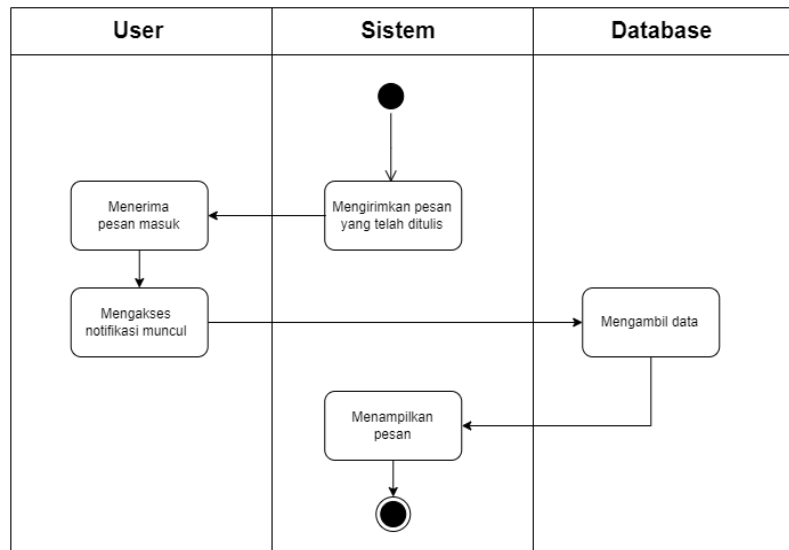 User
Sistem
Database
Mengirimkan pesan
yang telah ditulis
Menerima
pesan masuk
Mengakses
notifikasi muncul
Mengambil data
Menampilkan
pesan